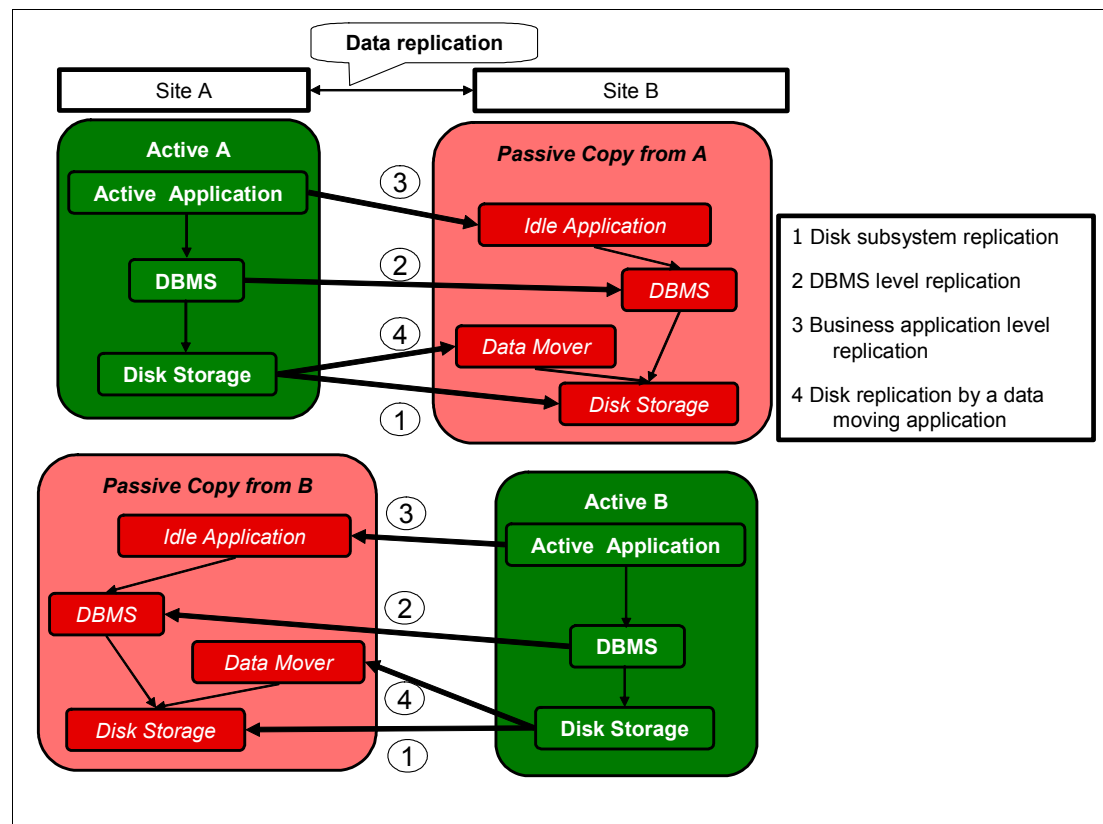 Data replication
Site A
Site B
Active A
Active Application
DBMS
Disk Storage
3
2
4
1
Passive Copy from A
Idle Application
DBMS
Data Mover
Disk Storage
1 Disk subsystem replication
2 DBMS level replication
3 Business application level
replication
4 Disk replication by a data
moving application
Passive Copy from B
Idle Application
DBMS
Data Mover
Disk Storage
3
2
4
1
Active B
Active Application
DBMS
Disk Storage